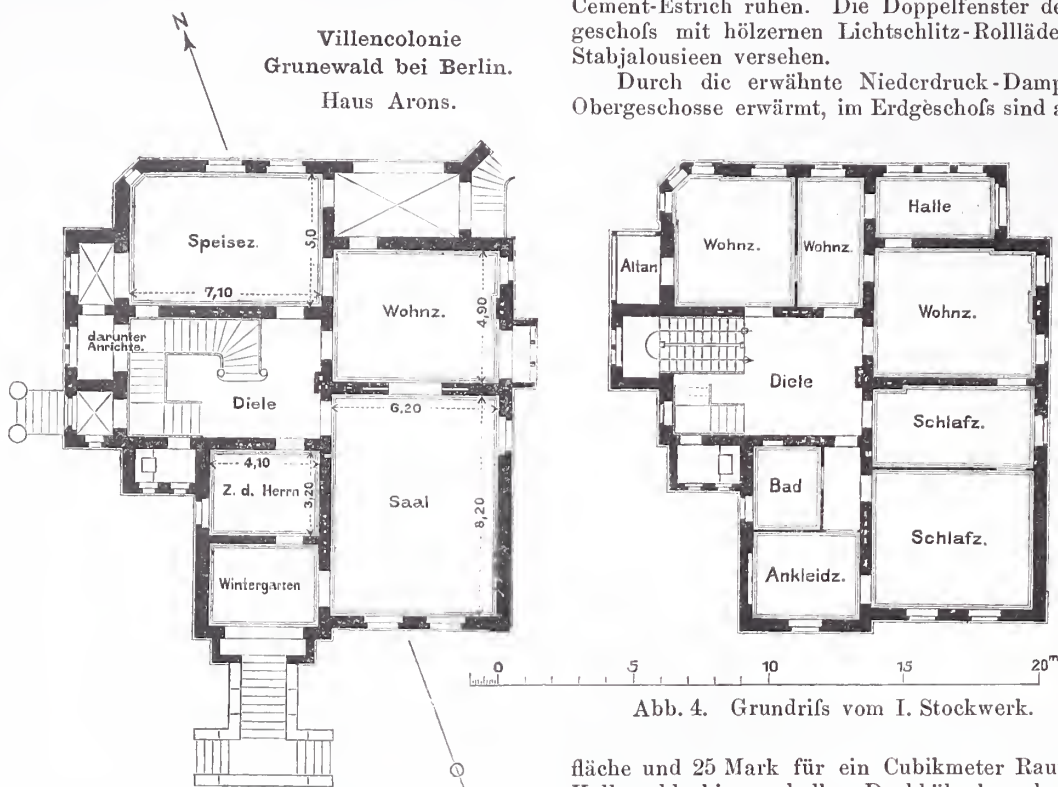 Cement-Estrich ruhen. Die Doppelfenster de
geschoſs mit hölzernen Lichtschlitz-Rollläde
Stabjalousieen versehen.
Durch die erwähnte Niederdruck-Damp
Obergeschosse erwärmt, im Erdgeschoſs sind a
N
Villencolonie
Grunewald bei Berlin.
Haus Arons.
Speisez.
5,0
7,10
Wohnz.
4,90
darunter
Anrichte.
Diele
6,20
4,10
Z. d. Herrn
3,20
Saal
8,20
Wintergarten
Halle
Wohnz.
Wohnz.
Altan
Wohnz.
Diele
Schlafz.
Bad
Schlafz.
Ankleidz.
0 5 10 15 20m
Abb. 4. Grundriſs vom I. Stockwerk.
fläche und 25 Mark für ein Cubikmeter Rau